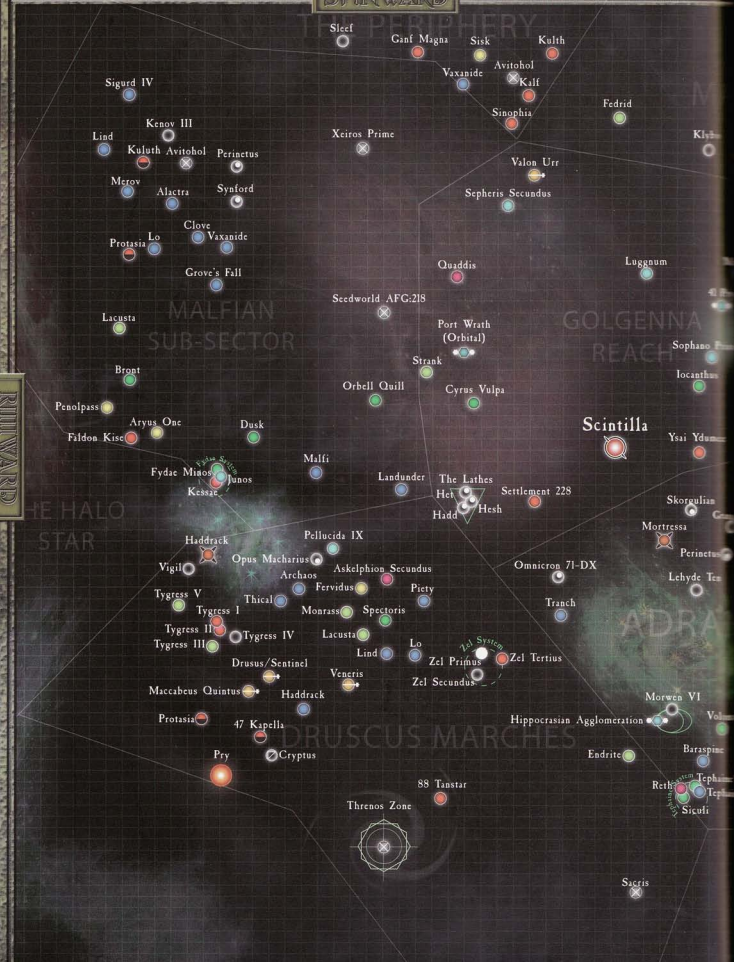 SPINWARD
THE PERIPHERY
Sleef
Ganf Magna
Sisk
Kulth
Avitohol
Vaxanide
Kalf
Sigurd IV
Fedrid
Sinophia
Kenov III
Lind
Kuluth
Avitohol
Perinetus
Xeiros Prime
Valon Urr
Merov
Alactra
Synford
Sepheris Secundus
Clove
Protasia
Lo
Vaxanide
Grove's Fall
Quaddis
Luggnum
Seedworld AFG:218
MALFIAN
SUB-SECTOR
GOLGENNA
REACH
Lacusta
Port Wrath
(Orbital)
Sophano
Strank
Bront
Orbell Quill
Cyrus Vulpa
Iocanthus
RIMWARD
Penolpass
Aryus One
Dusk
Faldon Kise
Scintilla
Ysai
Fydae System
Fydae Minos
Junos
Kessae
Malfi
Landunder
The Lathes
Het
Hesh
Hadd
Settlement 228
HE HALO
STAR
Skorgulian
Mortressa
Haddrack
Pellucida IX
Opus Macharius
Vigil
Perinetus
Askelphion Secundus
Omnicron 71-DX
Archaos
Fervidus
Piety
Lehyde
Tygress V
Thical
Monrass
Spectoris
Tranch
Tygress I
Tygress II
Tygress IV
Tygress III
Lacusta
ADRA
Lind
Lo
Zel System
Zel Primus
Zel Tertius
Zel Secundus
Drusus/Sentinel
Veneris
Maccabeus Quintus
Haddrack
Morwen VI
Protasia
Hippocrasian Agglomeration
47 Kapella
DRUSCUS MARCHES
Cryptus
Endrite
Baraspine
Pry
88 Tanstar
Reth
Siculi
Threnos Zone
Sacris